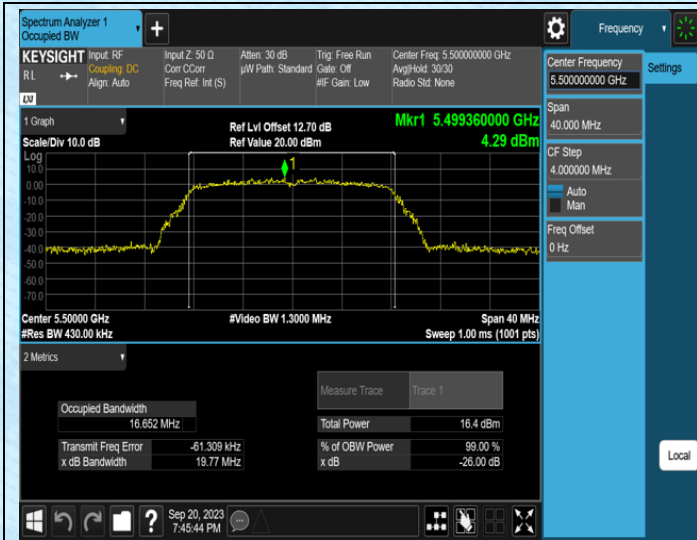 Spectrum Analyzer 1
Occupied BW
Frequency
KEYSIGHT
RL
LXI
Input: RF
Coupling: DC
Align: Auto
Input Z: 50 Ω
Corr CCorr
Freq Ref: Int (S)
Atten: 30 dB
µW Path: Standard
Trig: Free Run
Gate: Off
#IF Gain: Low
Center Freq: 5.500000000 GHz
Avg|Hold: 30/30
Radio Std: None
Center Frequency
5.500000000 GHz
Settings
Span
40.000 MHz
CF Step
4.000000 MHz
Auto
Man
Freq Offset
0 Hz
1 Graph
Scale/Div 10.0 dB
Ref Lvl Offset 12.70 dB
Ref Value 20.00 dBm
Mkr1 5.499360000 GHz
4.29 dBm
Log
10.0
0.00
-10.0
-20.0
-30.0
-40.0
-50.0
-60.0
-70.0
1
Center 5.50000 GHz
#Res BW 430.00 kHz
#Video BW 1.3000 MHz
Span 40 MHz
Sweep 1.00 ms (1001 pts)
2 Metrics
Measure Trace
Trace 1
Occupied Bandwidth
16.652 MHz
Total Power
16.4 dBm
Transmit Freq Error
-61.309 kHz
% of OBW Power
99.00 %
x dB Bandwidth
19.77 MHz
x dB
-26.00 dB
Local
?
Sep 20, 2023
7:45:44 PM